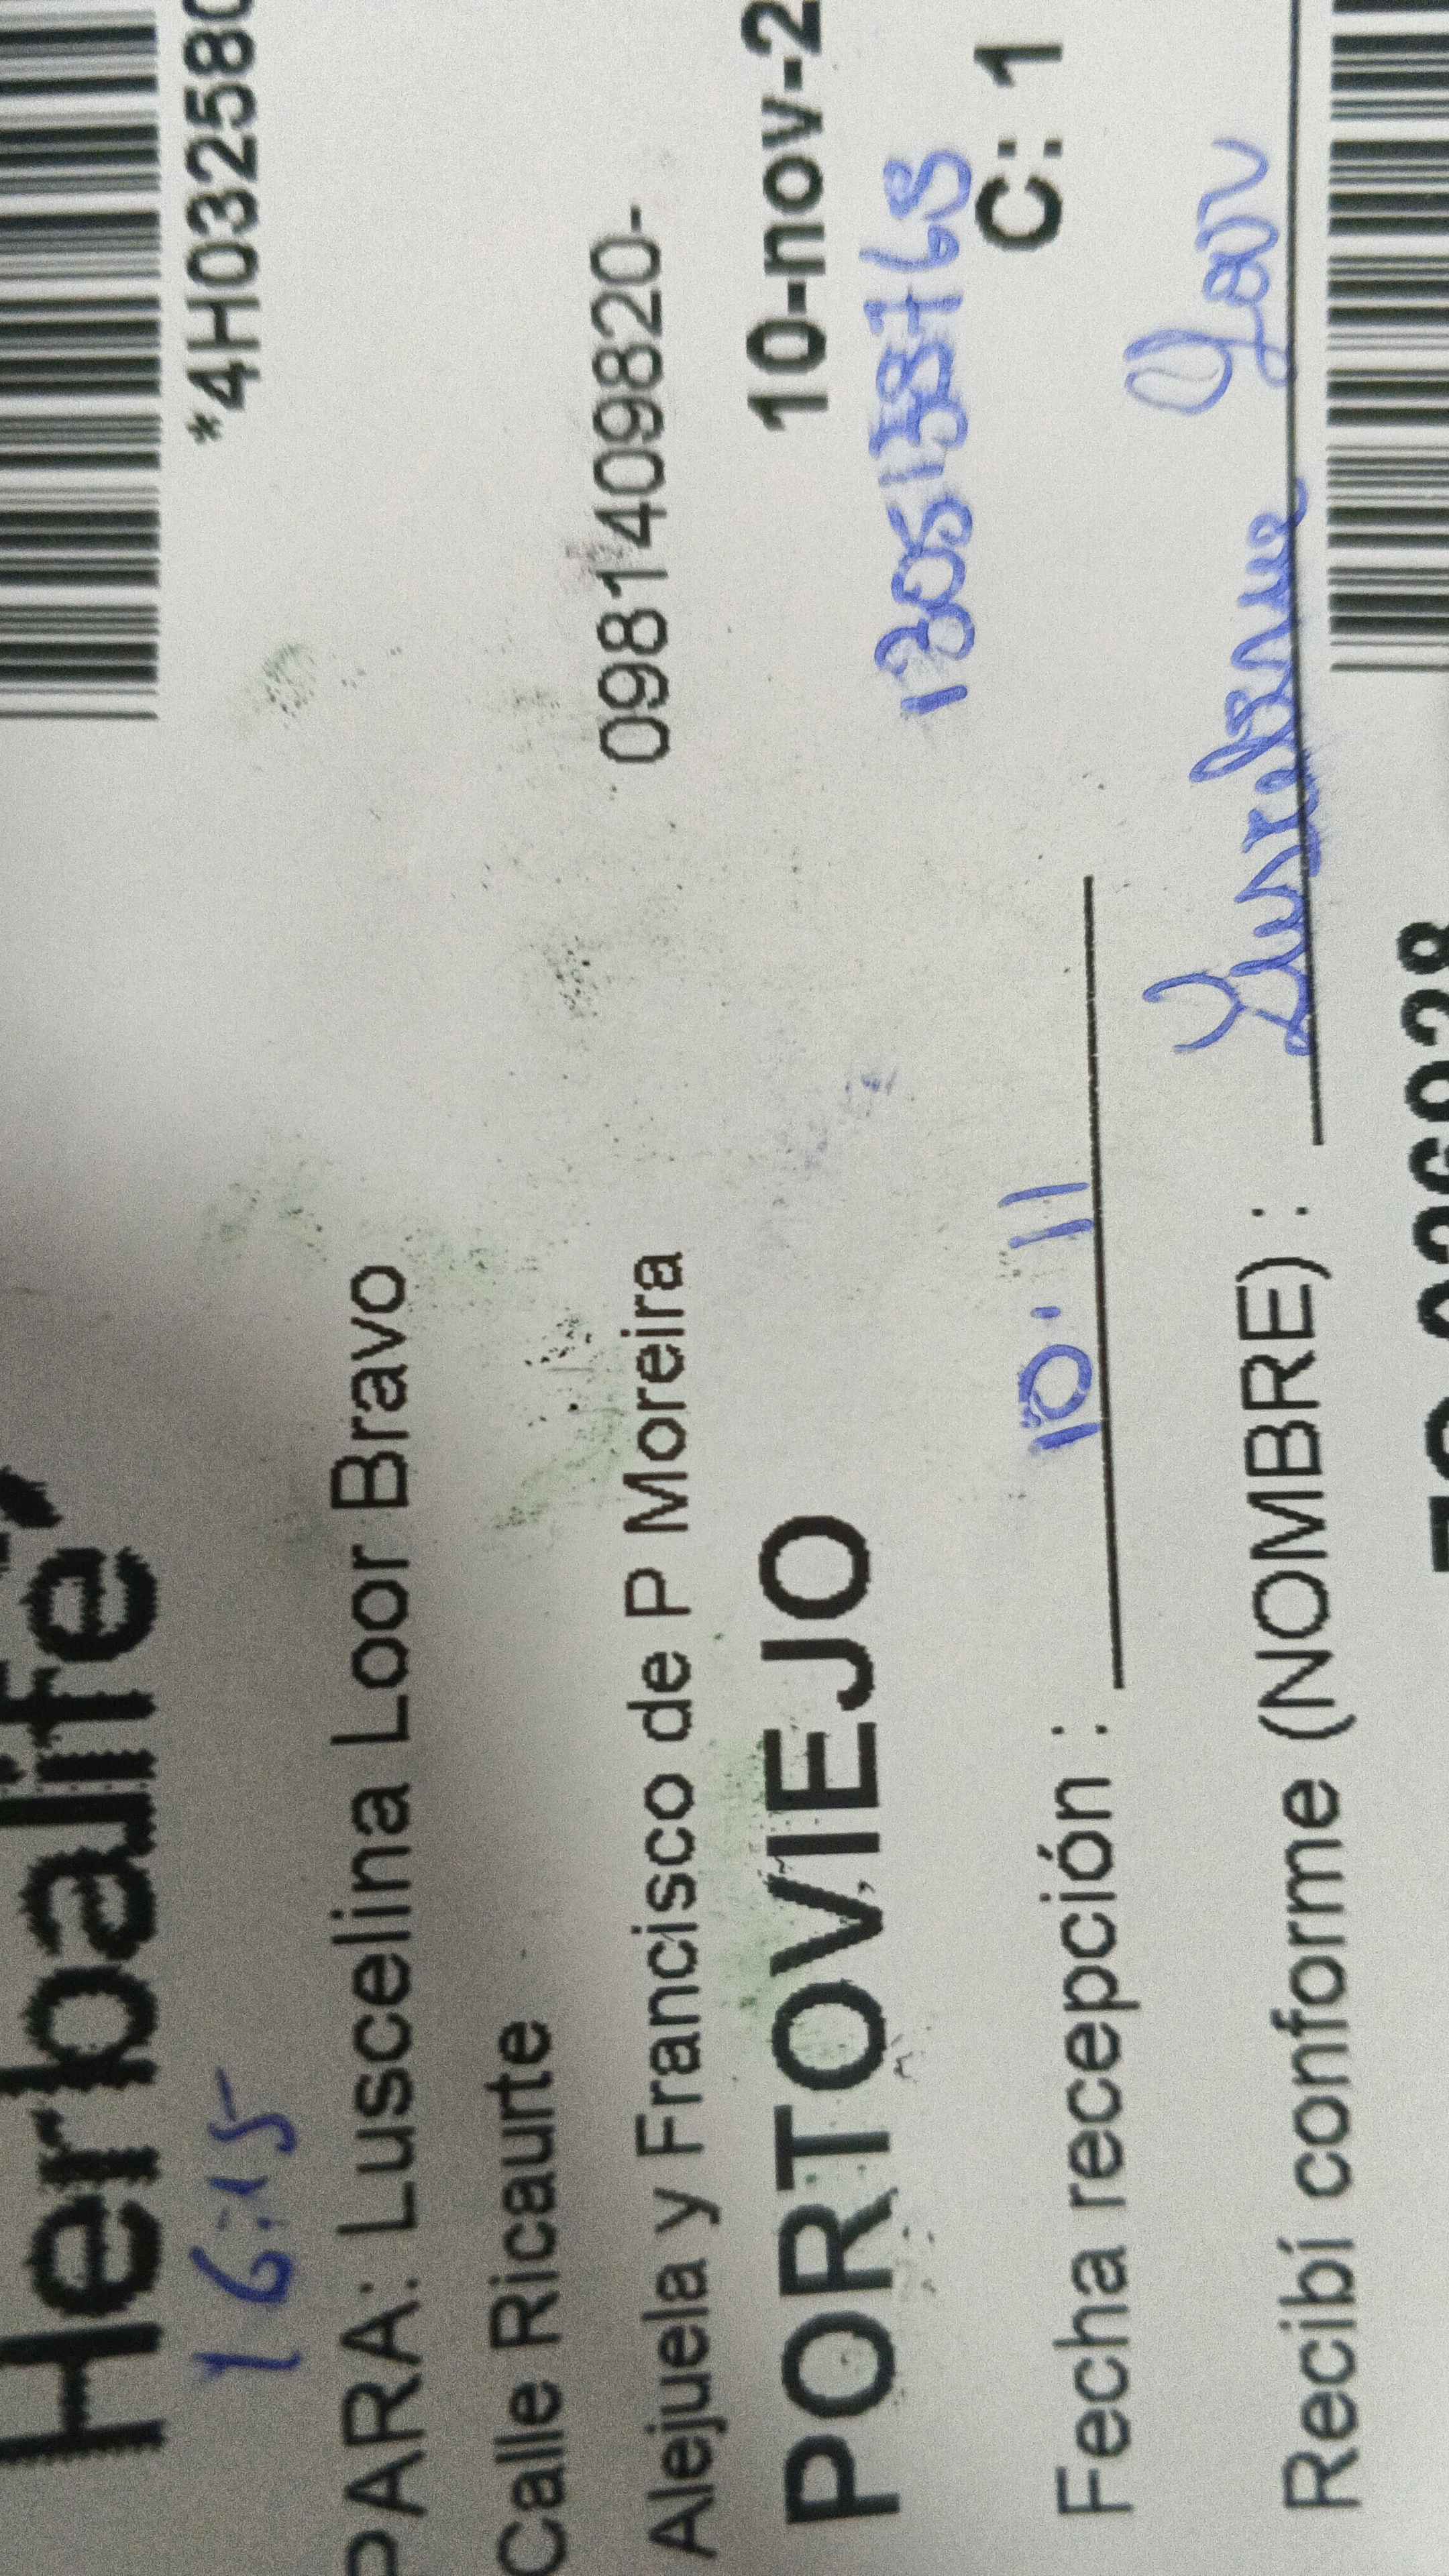 Herbalife
*4H032580
16:15
PARA: Luscelina Loor Bravo
Calle Ricaurte
Alejuela y Francisco de P Moreira 0981409820-
PORTOVIEJO 10-nov-2
Fecha recepción : 10.11 C: 1
Recibí conforme (NOMBRE) :